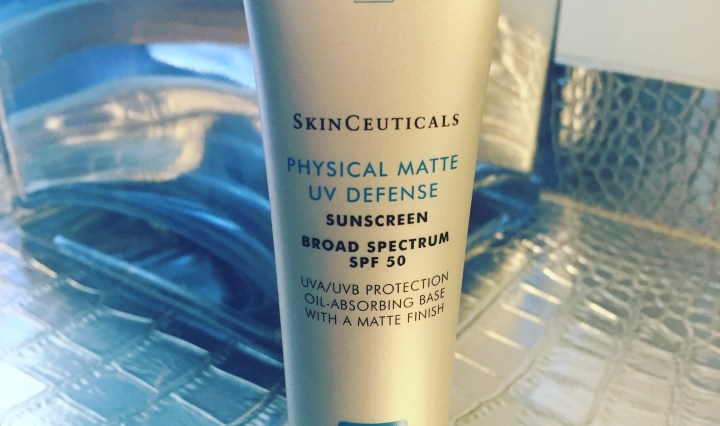 SKINCEUTICALS
PHYSICAL MATTE
UV DEFENSE
SUNSCREEN
BROAD SPECTRUM
SPF 50
UVA/UVB PROTECTION
OIL-ABSORBING BASE
WITH A MATTE FINISH